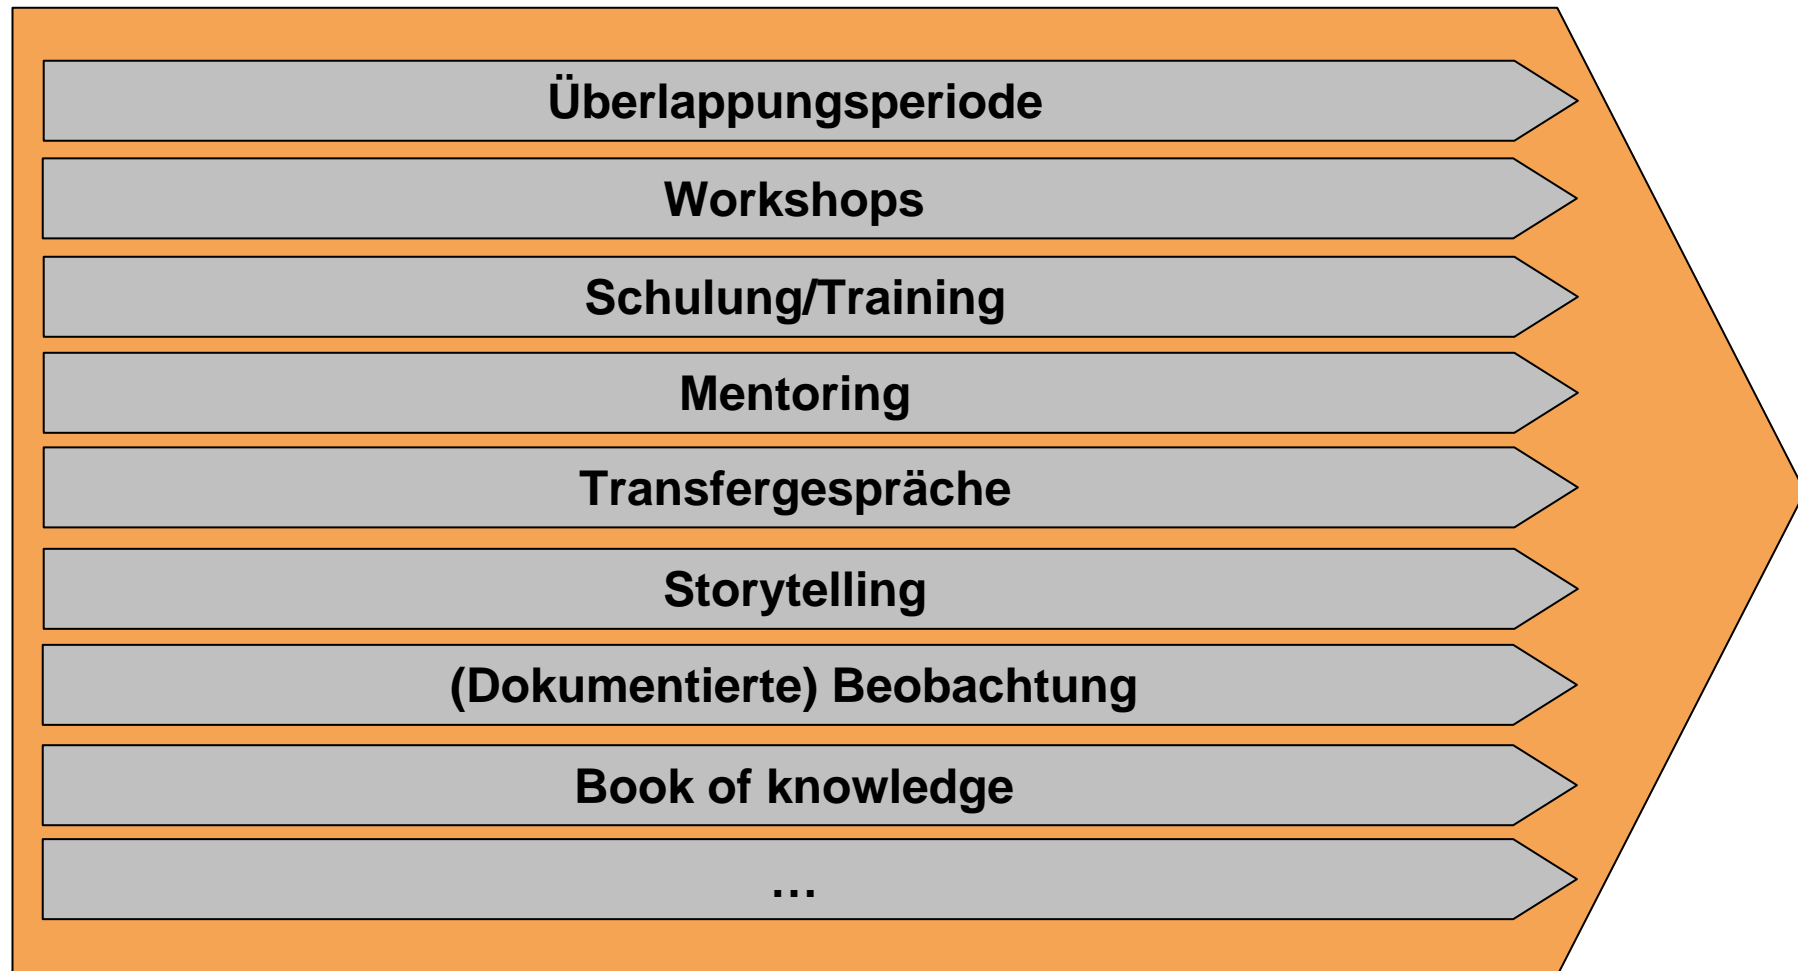 Überlappungsperiode
Workshops
Schulung/Training
Mentoring
Transfergespräche
Storytelling
(Dokumentierte) Beobachtung
Book of knowledge
…